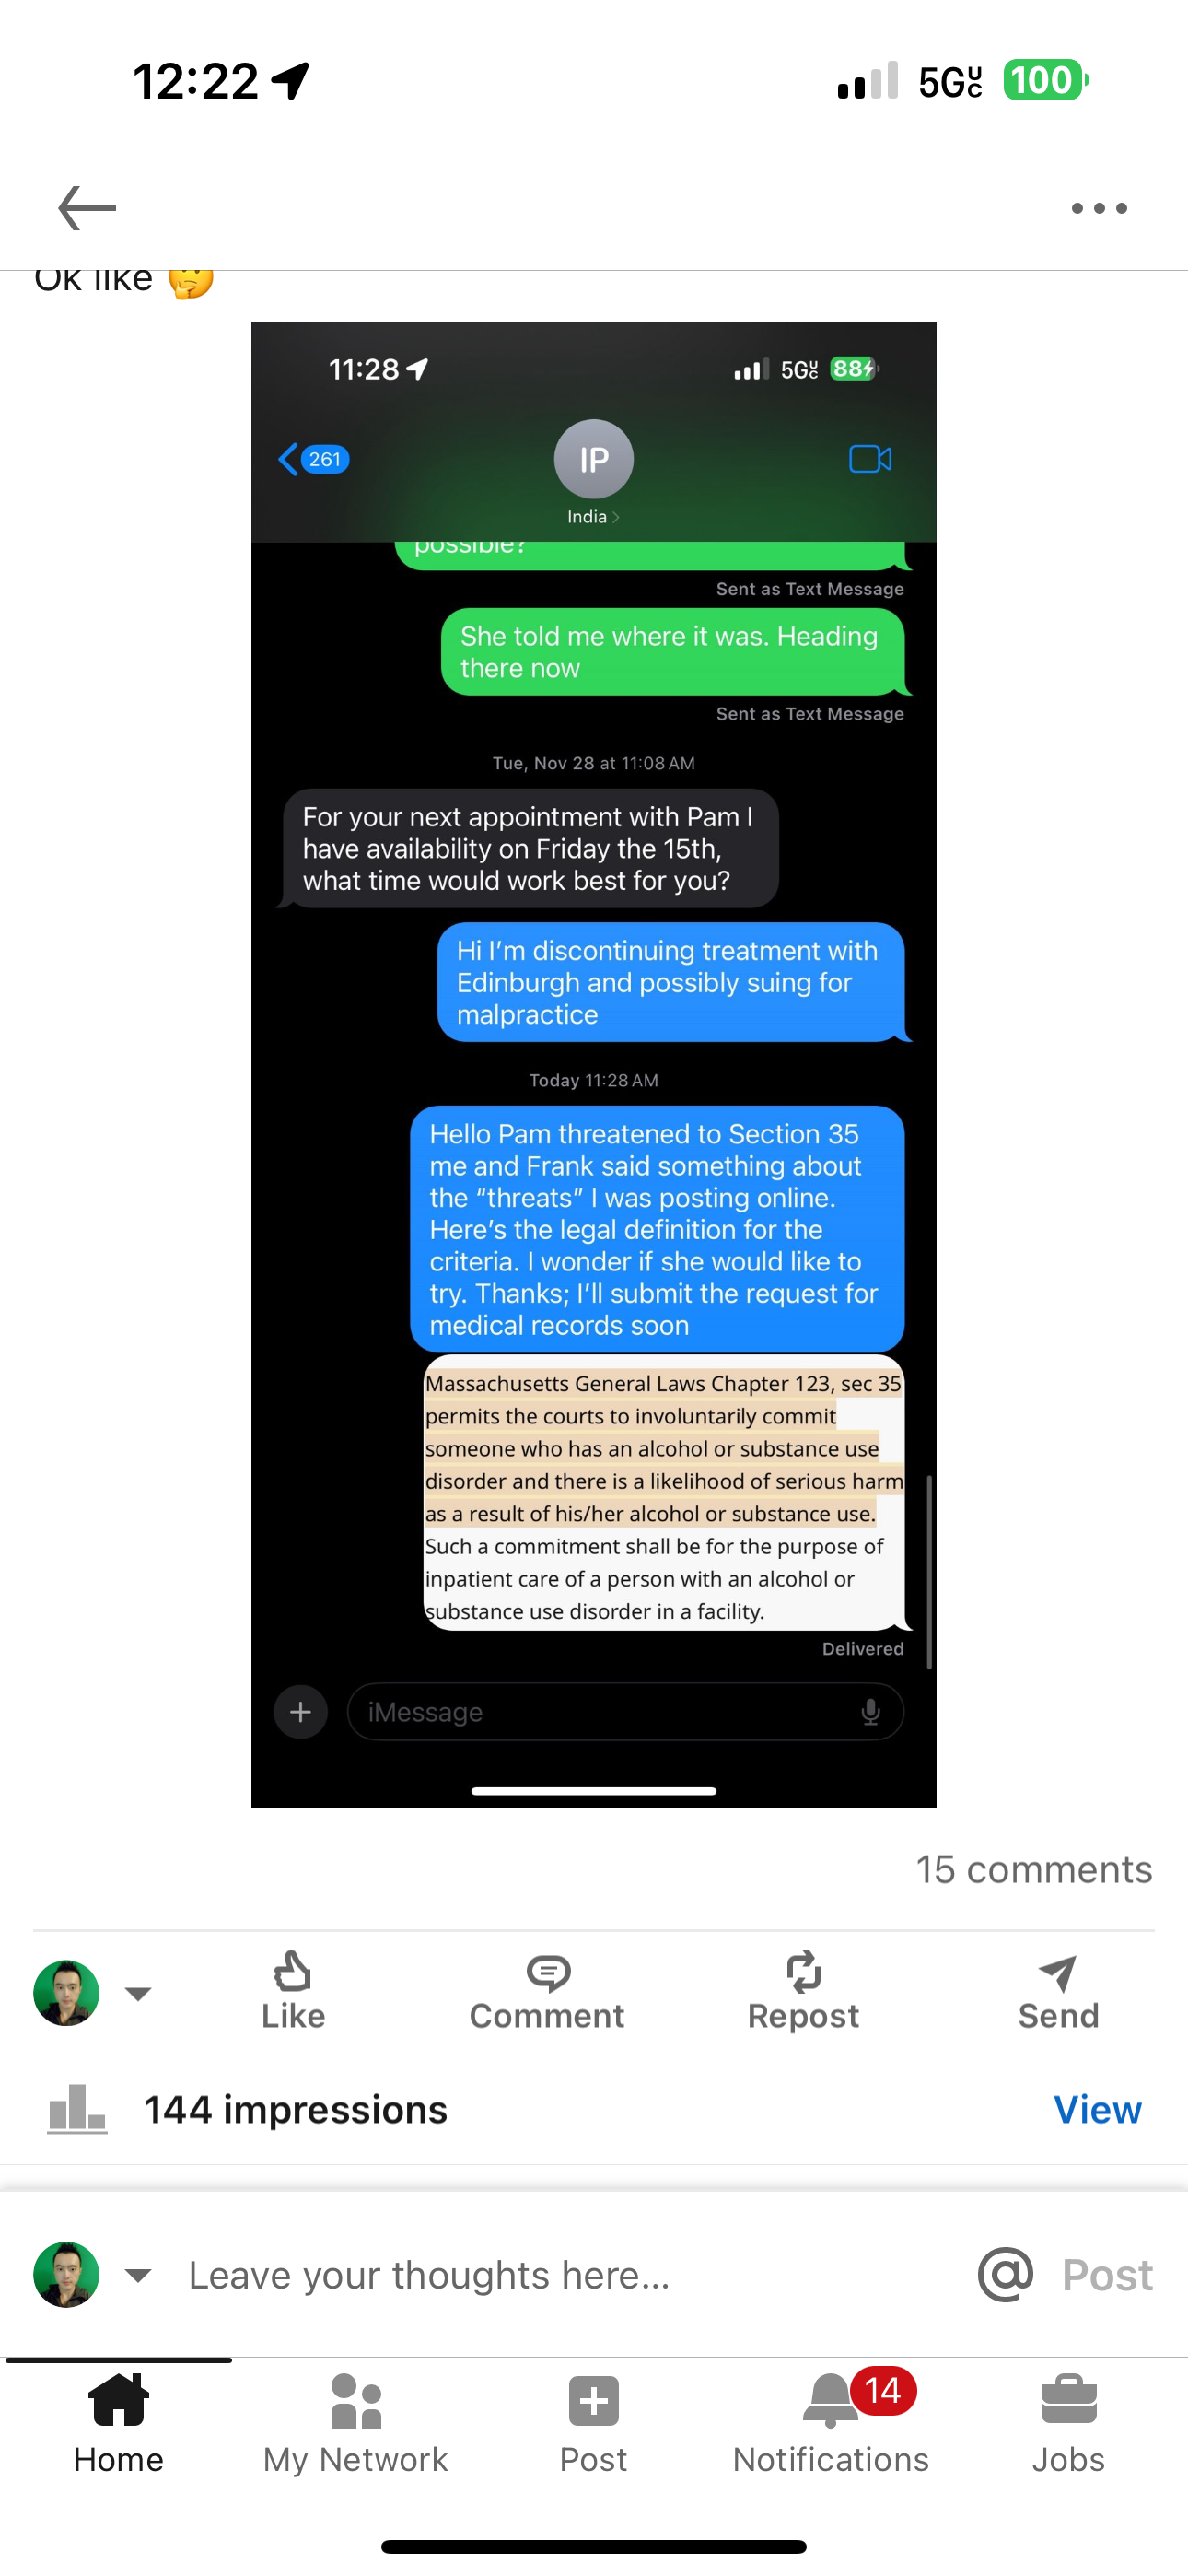 12:22
5G UC 100
Ok like 🤔
11:28
5G UC 88
261
IP
India
possible?
Sent as Text Message
She told me where it was. Heading
there now
Sent as Text Message
Tue, Nov 28 at 11:08 AM
For your next appointment with Pam I
have availability on Friday the 15th,
what time would work best for you?
Hi I’m discontinuing treatment with
Edinburgh and possibly suing for
malpractice
Today 11:28 AM
Hello Pam threatened to Section 35
me and Frank said something about
the “threats” I was posting online.
Here’s the legal definition for the
criteria. I wonder if she would like to
try. Thanks; I’ll submit the request for
medical records soon
Massachusetts General Laws Chapter 123, sec 35
permits the courts to involuntarily commit
someone who has an alcohol or substance use
disorder and there is a likelihood of serious harm
as a result of his/her alcohol or substance use.
Such a commitment shall be for the purpose of
inpatient care of a person with an alcohol or
substance use disorder in a facility.
Delivered
iMessage
15 comments
Like Comment Repost Send
144 impressions View
Leave your thoughts here... @ Post
14
Home My Network Post Notifications Jobs